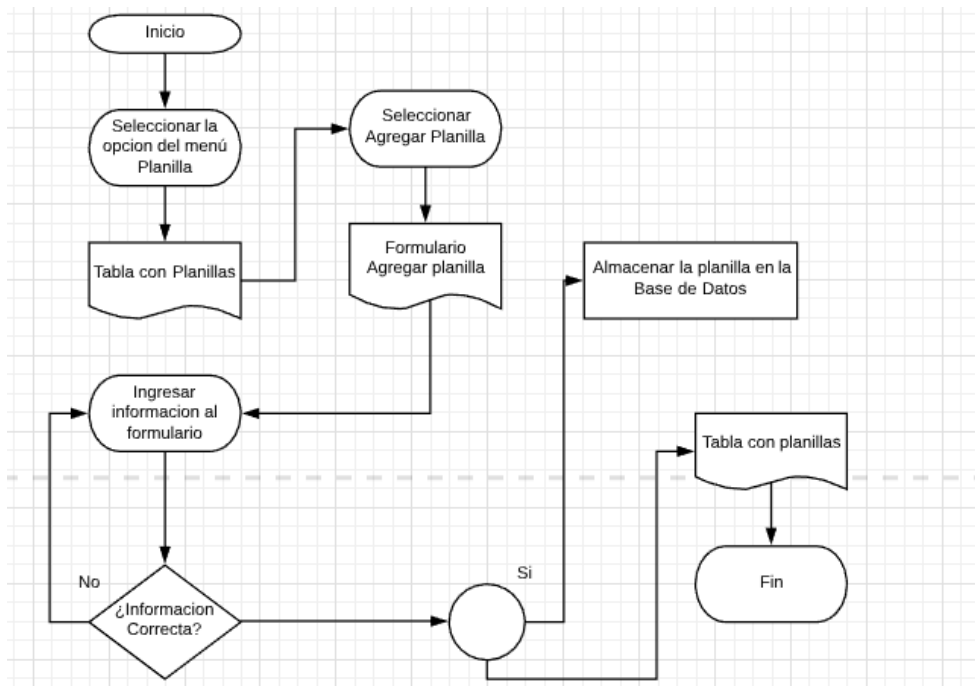 Inicio
Seleccionar la
opcion del menú
Planilla
Tabla con Planillas
Seleccionar
Agregar Planilla
Formulario
Agregar planilla
Ingresar
informacion al
formulario
¿Informacion
Correcta?
No
Si
Almacenar la planilla en la
Base de Datos
Tabla con planillas
Fin